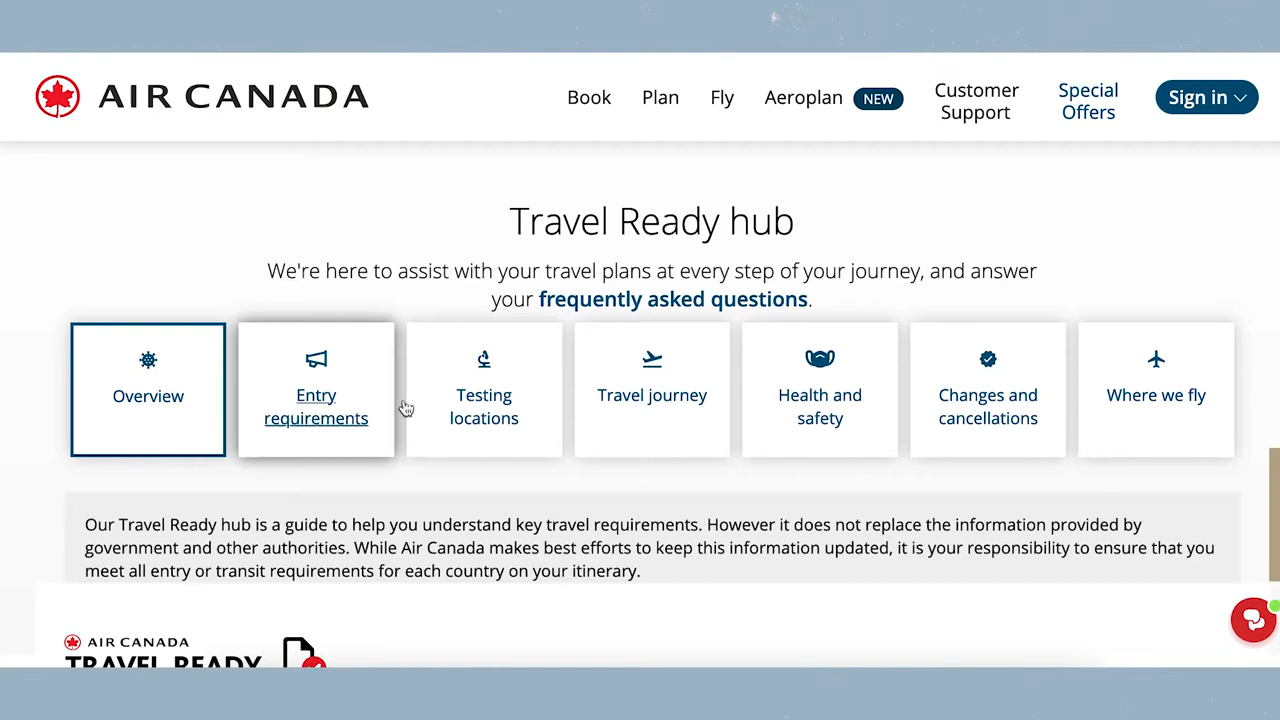 AIR CANADA
Book
Plan
Fly
Aeroplan
NEW
Customer
Support
Special
Offers
Sign in
Travel Ready hub
We're here to assist with your travel plans at every step of your journey, and answer
your frequently asked questions.
Overview
Entry
requirements
Testing
locations
Travel journey
Health and
safety
Changes and
cancellations
Where we fly
Our Travel Ready hub is a guide to help you understand key travel requirements. However it does not replace the information provided by
government and other authorities. While Air Canada makes best efforts to keep this information updated, it is your responsibility to ensure that you
meet all entry or transit requirements for each country on your itinerary.
AIR CANADA
TRAVEL READY